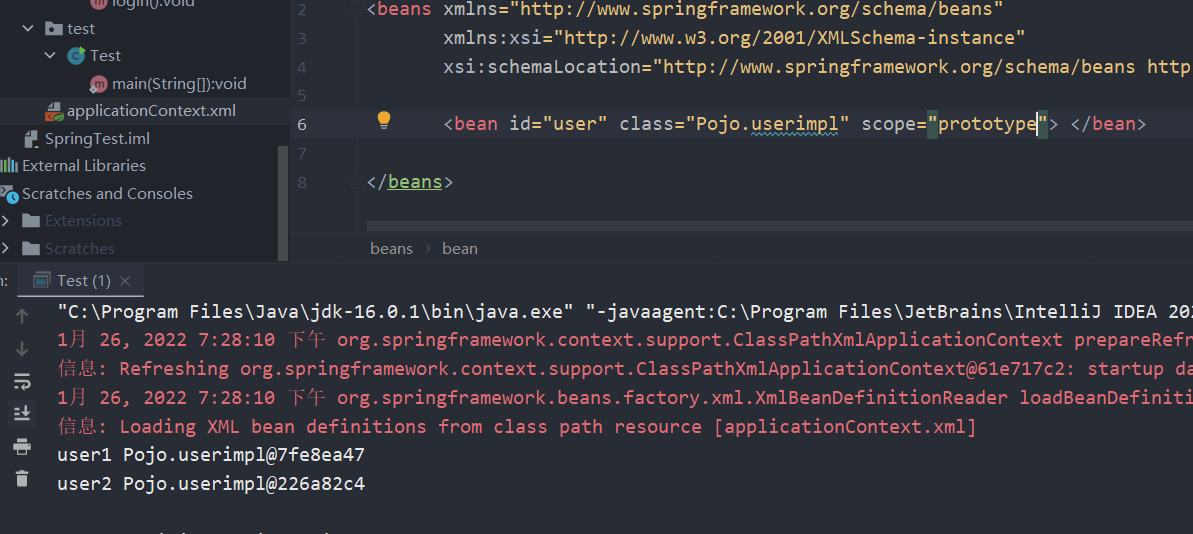 login():void
test
Test
main(String[]):void
applicationContext.xml
SpringTest.iml
External Libraries
Scratches and Consoles
Extensions
Scratches
2 <beans xmlns="http://www.springframework.org/schema/beans"
3 xmlns:xsi="http://www.w3.org/2001/XMLSchema-instance"
4 xsi:schemaLocation="http://www.springframework.org/schema/beans http
5
6 <bean id="user" class="Pojo.userimpl" scope="prototype"> </bean>
7
8 </beans>
beans › bean
Test (1) ×
"C:\Program Files\Java\jdk-16.0.1\bin\java.exe" "-javaagent:C:\Program Files\JetBrains\IntelliJ IDEA 202
1月 26, 2022 7:28:10 下午 org.springframework.context.support.ClassPathXmlApplicationContext prepareRefr
信息: Refreshing org.springframework.context.support.ClassPathXmlApplicationContext@61e717c2: startup da
1月 26, 2022 7:28:10 下午 org.springframework.beans.factory.xml.XmlBeanDefinitionReader loadBeanDefiniti
信息: Loading XML bean definitions from class path resource [applicationContext.xml]
user1 Pojo.userimpl@7fe8ea47
user2 Pojo.userimpl@226a82c4